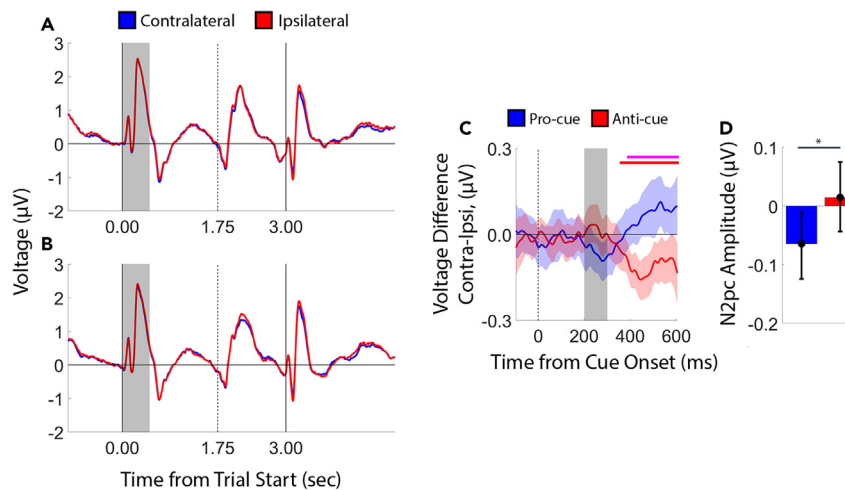 A
Contralateral
Ipsilateral
3
2
1
0
-1
-2
0.00
1.75
3.00
B
3
2
1
0
-1
-2
0.00
1.75
3.00
Voltage (µV)
Time from Trial Start (sec)
C
Pro-cue
Anti-cue
0.3
0.0
-0.3
Voltage Difference
Contra-Ipsi, (µV)
0
200
400
600
Time from Cue Onset (ms)
D
*
0.1
0
-0.1
-0.2
N2pc Amplitude (µV)